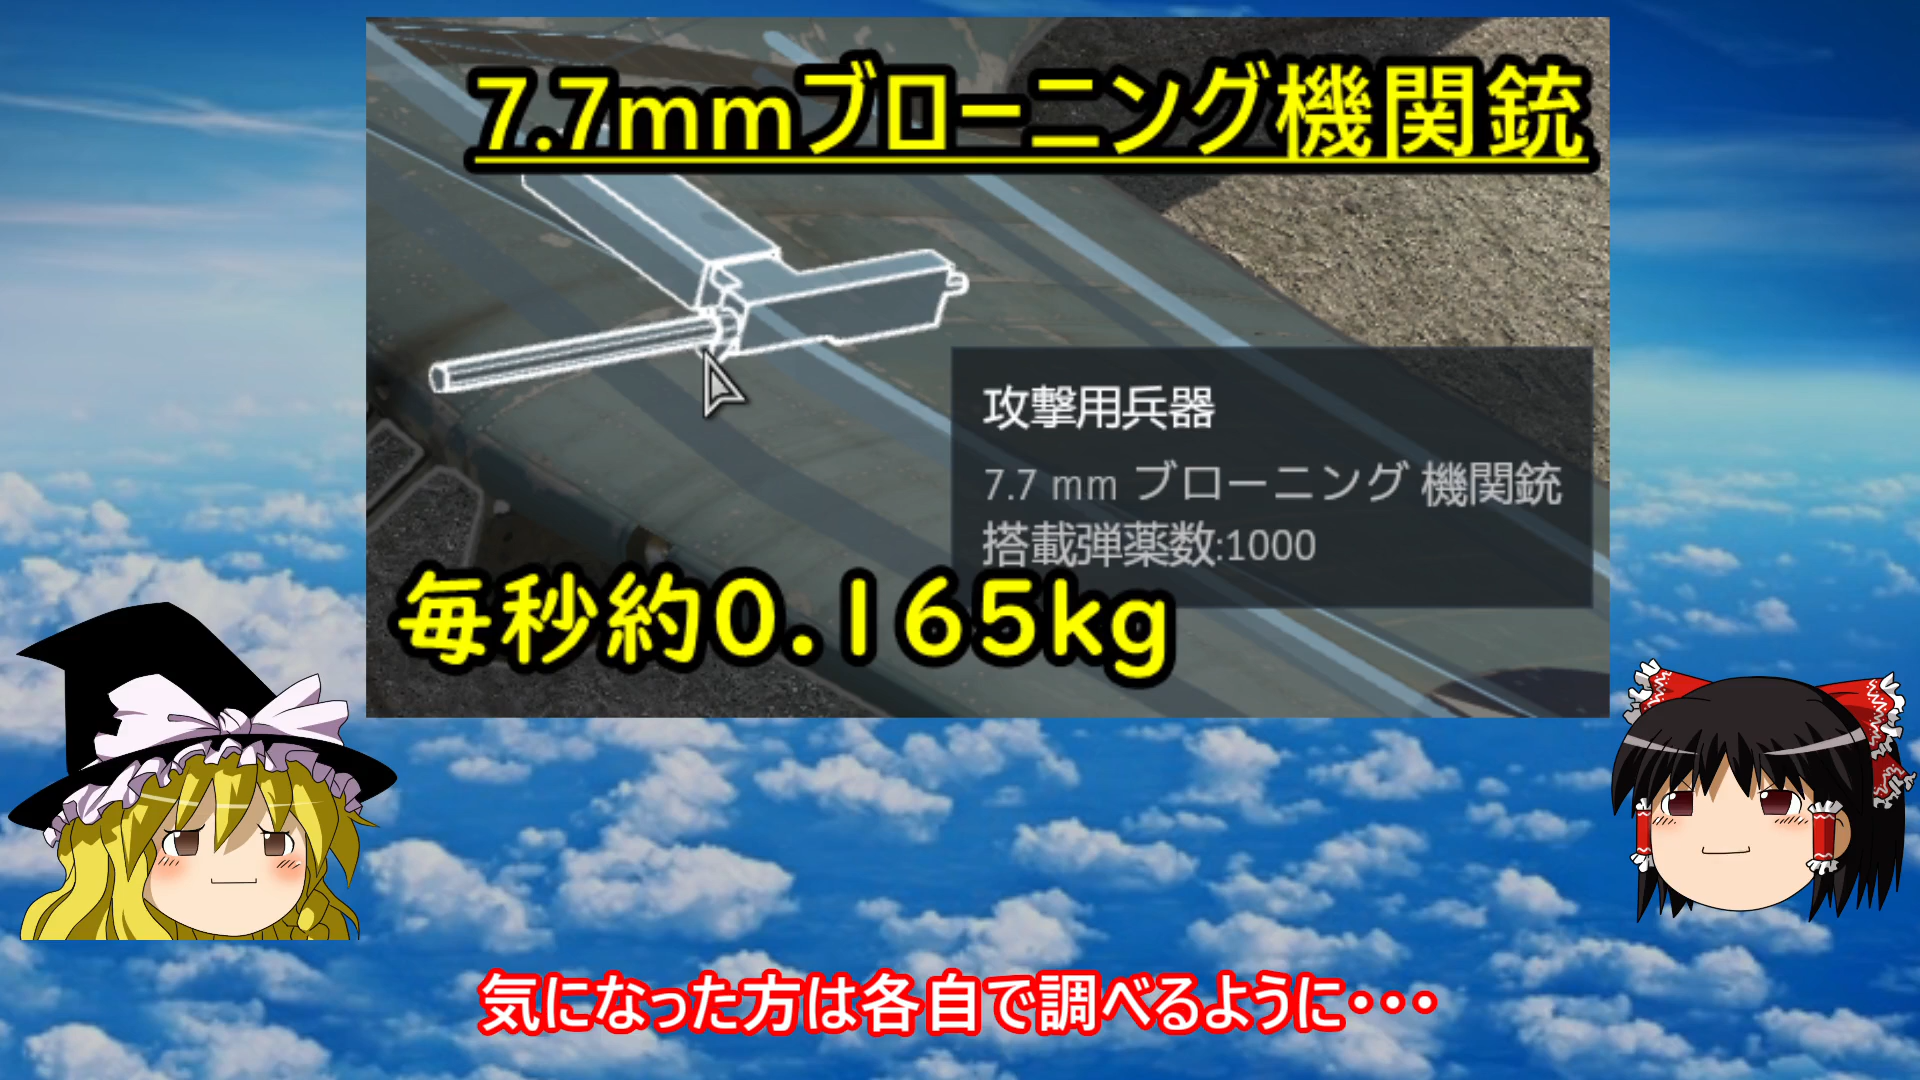 7.7mmブローニング機関銃
攻撃用兵器
7.7 mm ブローニング 機関銃
搭載弾薬数:1000
毎秒約0.165kg
気になった方は各自で調べるように・・・